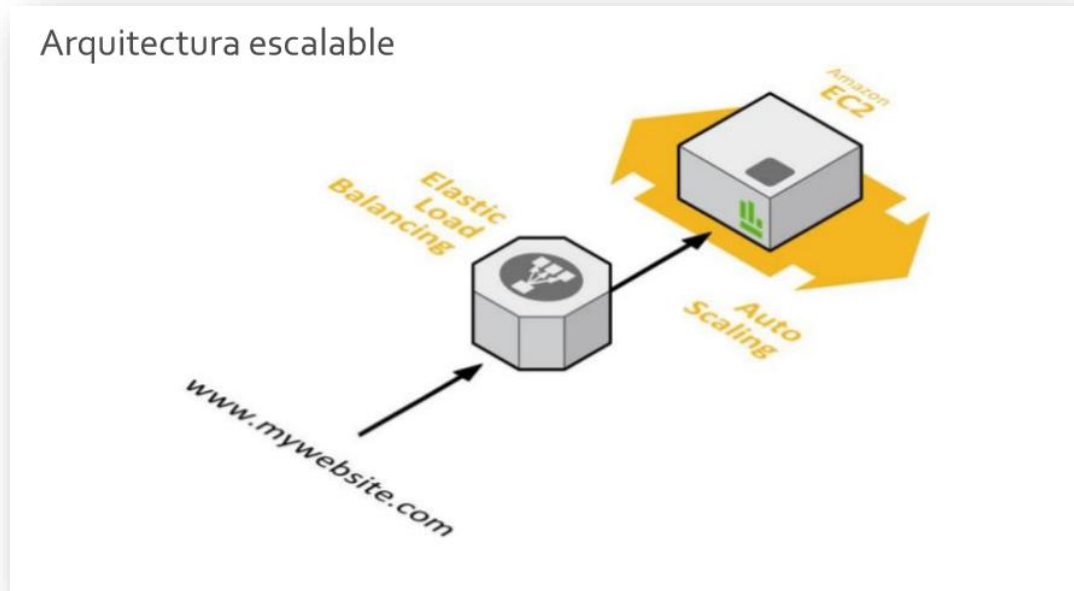 Arquitectura escalable
Amazon
EC2
Elastic
Load
Balancing
Auto
Scaling
www.mywebsite.com